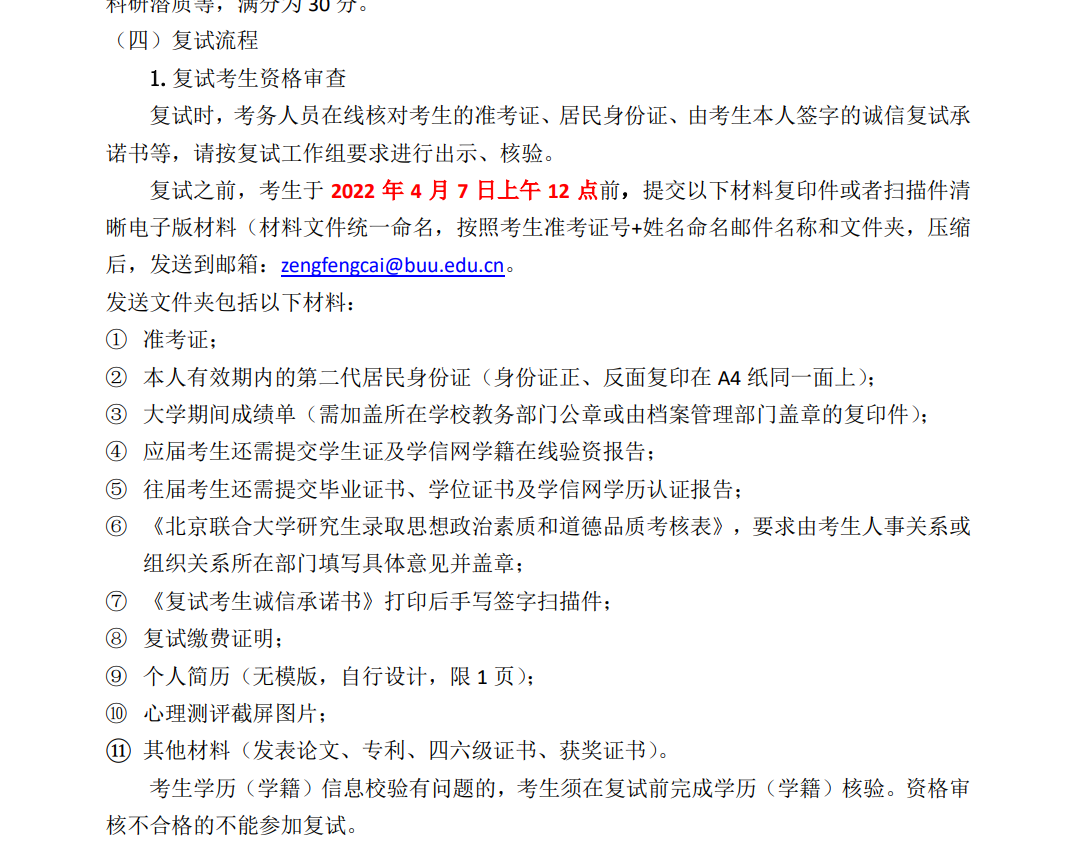 科研潜质等，满分为 30 分。
（四）复试流程
1. 复试考生资格审查
复试时，考务人员在线核对考生的准考证、居民身份证、由考生本人签字的诚信复试承
诺书等，请按复试工作组要求进行出示、核验。
复试之前，考生于 2022 年 4 月 7 日上午 12 点前，提交以下材料复印件或者扫描件清
晰电子版材料（材料文件统一命名，按照考生准考证号+姓名命名邮件名称和文件夹，压缩
后，发送到邮箱：zengfengcai@buu.edu.cn。
发送文件夹包括以下材料：
① 准考证；
② 本人有效期内的第二代居民身份证（身份证正、反面复印在 A4 纸同一面上）；
③ 大学期间成绩单（需加盖所在学校教务部门公章或由档案管理部门盖章的复印件）；
④ 应届考生还需提交学生证及学信网学籍在线验资报告；
⑤ 往届考生还需提交毕业证书、学位证书及学信网学历认证报告；
⑥ 《北京联合大学研究生录取思想政治素质和道德品质考核表》，要求由考生人事关系或
组织关系所在部门填写具体意见并盖章；
⑦ 《复试考生诚信承诺书》打印后手写签字扫描件；
⑧ 复试缴费证明；
⑨ 个人简历（无模版，自行设计，限 1 页）；
⑩ 心理测评截屏图片；
⑪ 其他材料（发表论文、专利、四六级证书、获奖证书）。
考生学历（学籍）信息校验有问题的，考生须在复试前完成学历（学籍）核验。资格审
核不合格的不能参加复试。